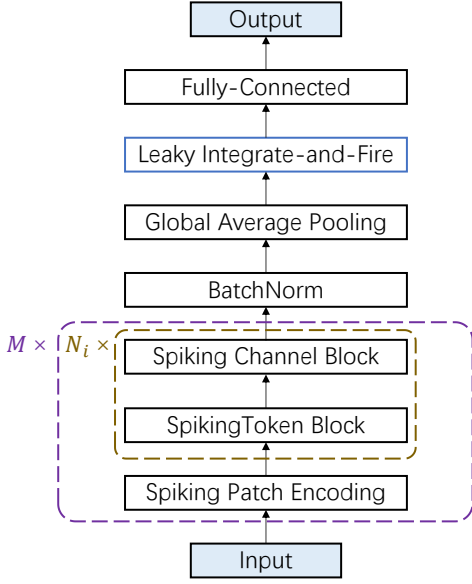 Output
Fully-Connected
Leaky Integrate-and-Fire
Global Average Pooling
BatchNorm
M × N_i ×
Spiking Channel Block
SpikingToken Block
Spiking Patch Encoding
Input